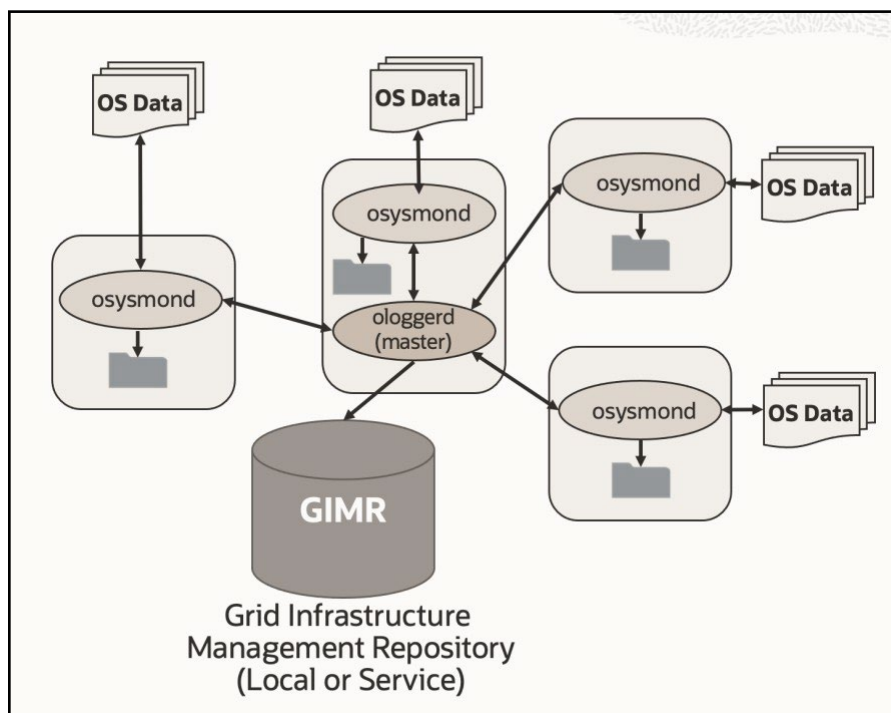 OS Data
OS Data
osysmond
OS Data
osysmond
osysmond
ologgerd
(master)
osysmond
OS Data
GIMR
Grid Infrastructure
Management Repository
(Local or Service)